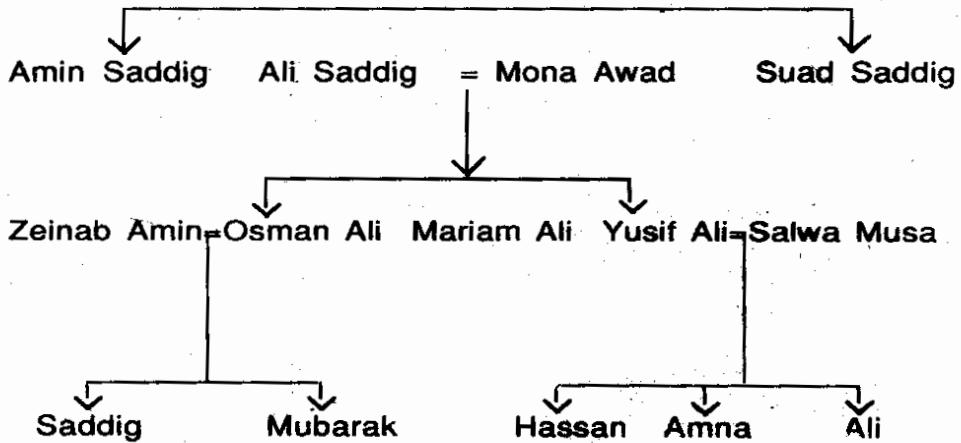 Amin Saddig Ali Saddig = Mona Awad Suad Saddig
Zeinab Amin=Osman Ali Mariam Ali Yusif Ali=Salwa Musa
Saddig Mubarak Hassan Amna Ali